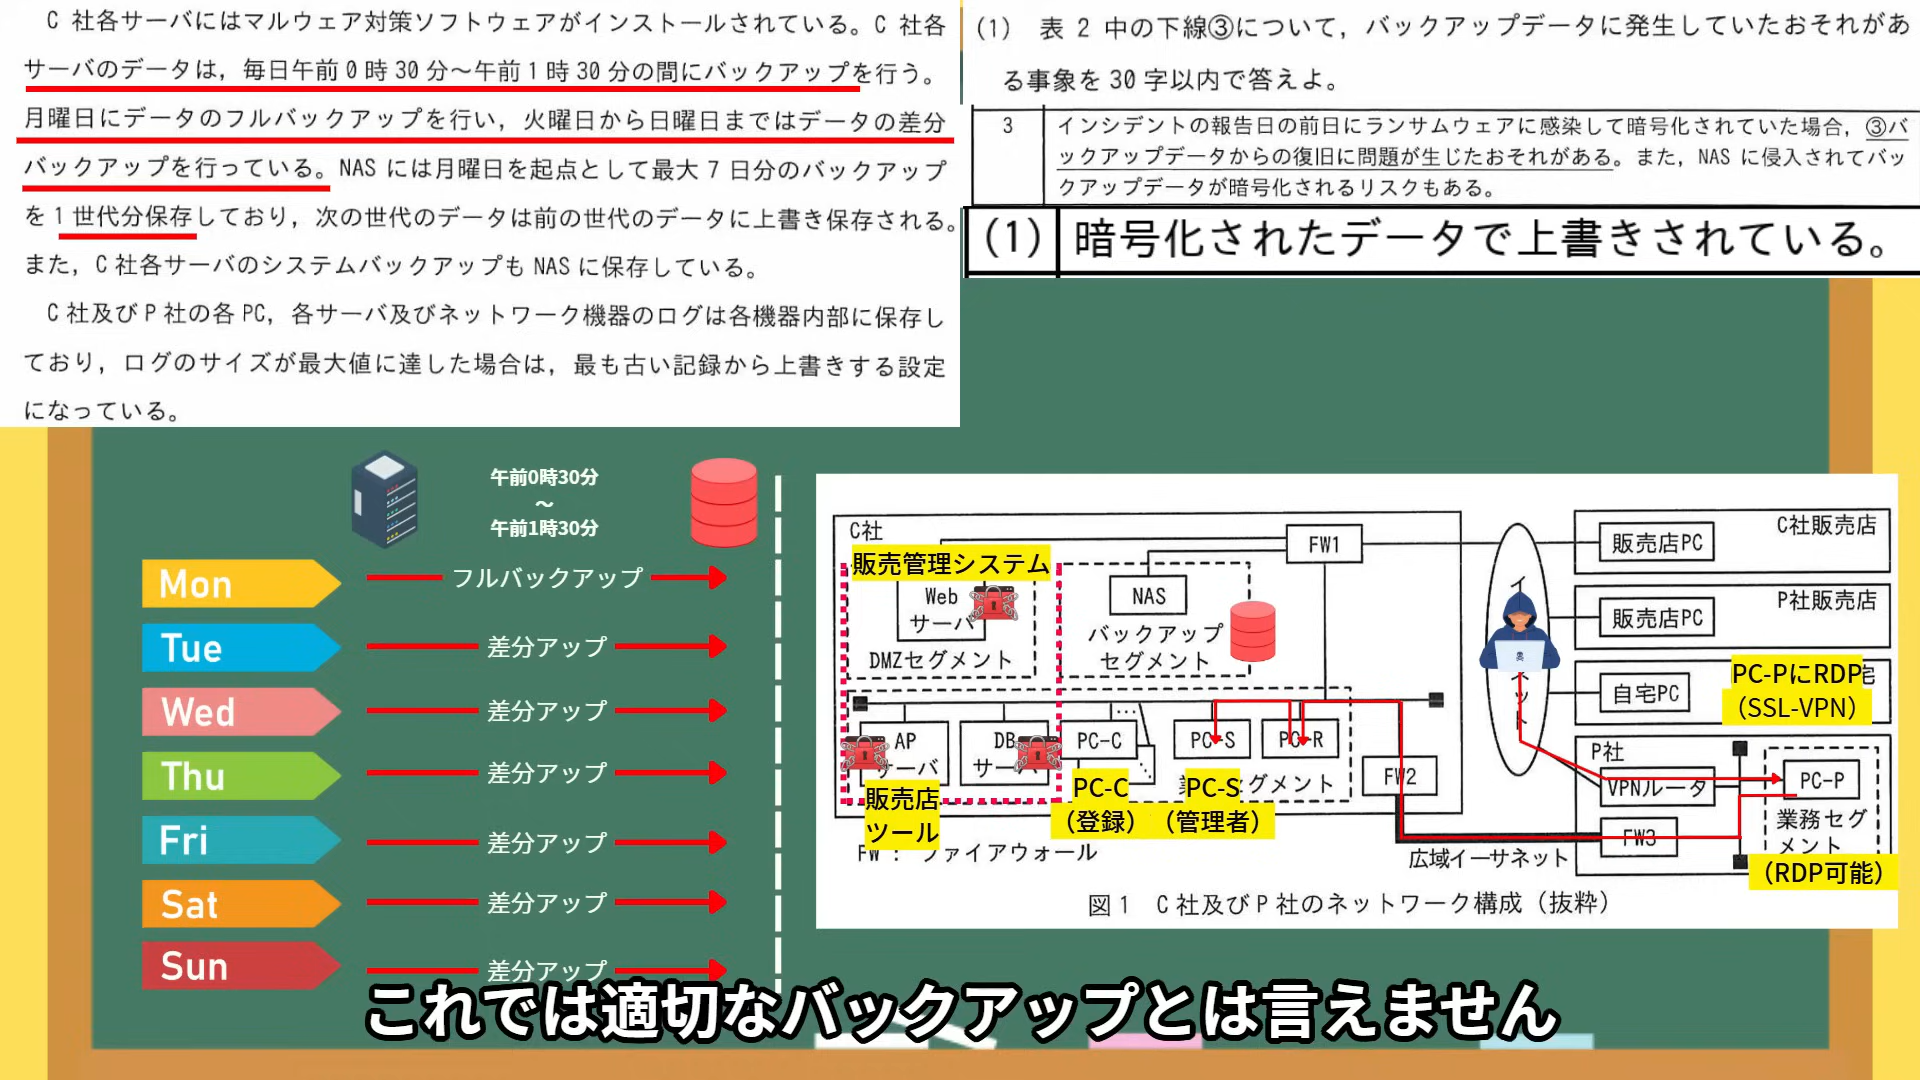 C 社各サーバにはマルウェア対策ソフトウェアがインストールされている。C 社各
サーバのデータは，毎日午前 0 時 30 分〜午前 1 時 30 分の間にバックアップを行う。
月曜日にデータのフルバックアップを行い，火曜日から日曜日まではデータの差分
バックアップを行っている。NAS には月曜日を起点として最大 7 日分のバックアップ
を 1 世代分保存しており，次の世代のデータは前の世代のデータに上書き保存される。
また，C 社各サーバのシステムバックアップも NAS に保存している。
C 社及び P 社の各 PC，各サーバ及びネットワーク機器のログは各機器内部に保存し
ており，ログのサイズが最大値に達した場合は，最も古い記録から上書きする設定
になっている。
(1) 表 2 中の下線③について，バックアップデータに発生していたおそれがあ
る事象を 30 字以内で答えよ。
3 インシデントの報告日の前日にランサムウェアに感染して暗号化されていた場合，③バ
ックアップデータからの復旧に問題が生じたおそれがある。また，NAS に侵入されてバッ
クアップデータが暗号化されるリスクもある。
(1) 暗号化されたデータで上書きされている。
午前0時30分
〜
午前1時30分
Mon フルバックアップ
Tue 差分アップ
Wed 差分アップ
Thu 差分アップ
Fri 差分アップ
Sat 差分アップ
Sun 差分アップ
C社
販売管理システム
FW1
Web
サーバ
DMZセグメント
NAS
バックアップ
セグメント
C社販売店
販売店PC
P社販売店
販売店PC
自宅PC
PC-PにRDP
（SSL-VPN）
宅
AP
サーバ
DB
サーバ
PC-C
PC-S
PC-R
セグメント
販売店
ツール
PC-C
（登録）
PC-S
（管理者）
FW2
P社
VPNルータ
PC-P
FW3
業務セグ
メント
（RDP可能）
広域イーサネット
FW： ファイアウォール
図 1 C 社及び P 社のネットワーク構成（抜粋）
これでは適切なバックアップとは言えません